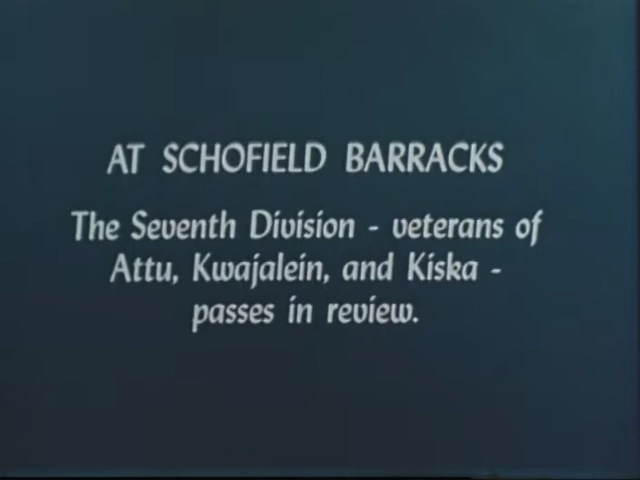 AT SCHOFIELD BARRACKS
The Seventh Division - veterans of
Attu, Kwajalein, and Kiska -
passes in review.